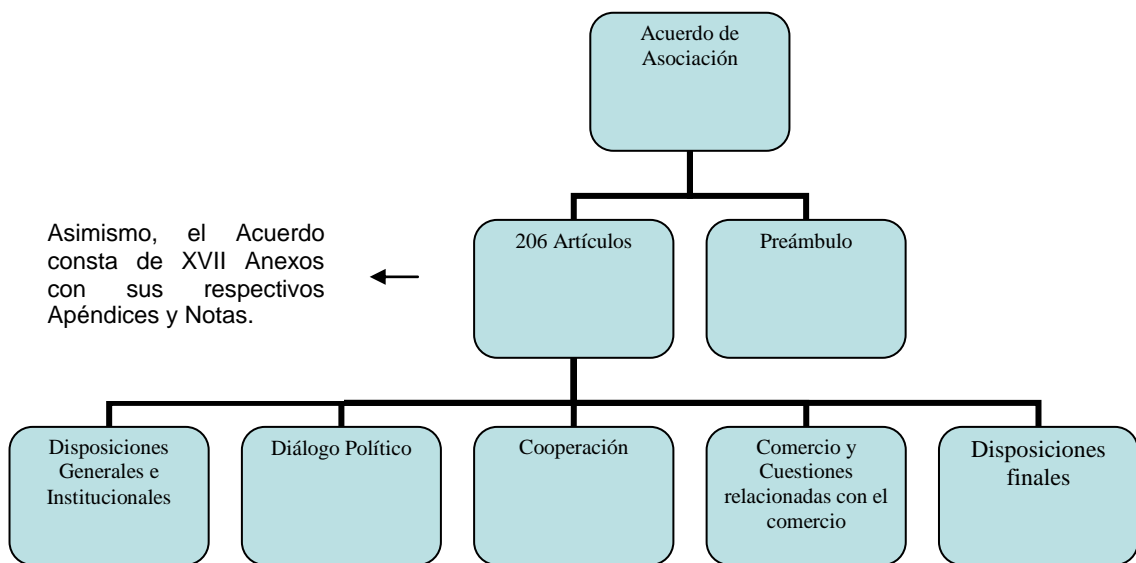 Acuerdo de
Asociación
206 Artículos
Preámbulo
Asimismo, el Acuerdo
consta de XVII Anexos
con sus respectivos
Apéndices y Notas.
Disposiciones
Generales e
Institucionales
Diálogo Político
Cooperación
Comercio y
Cuestiones
relacionadas con el
comercio
Disposiciones
finales